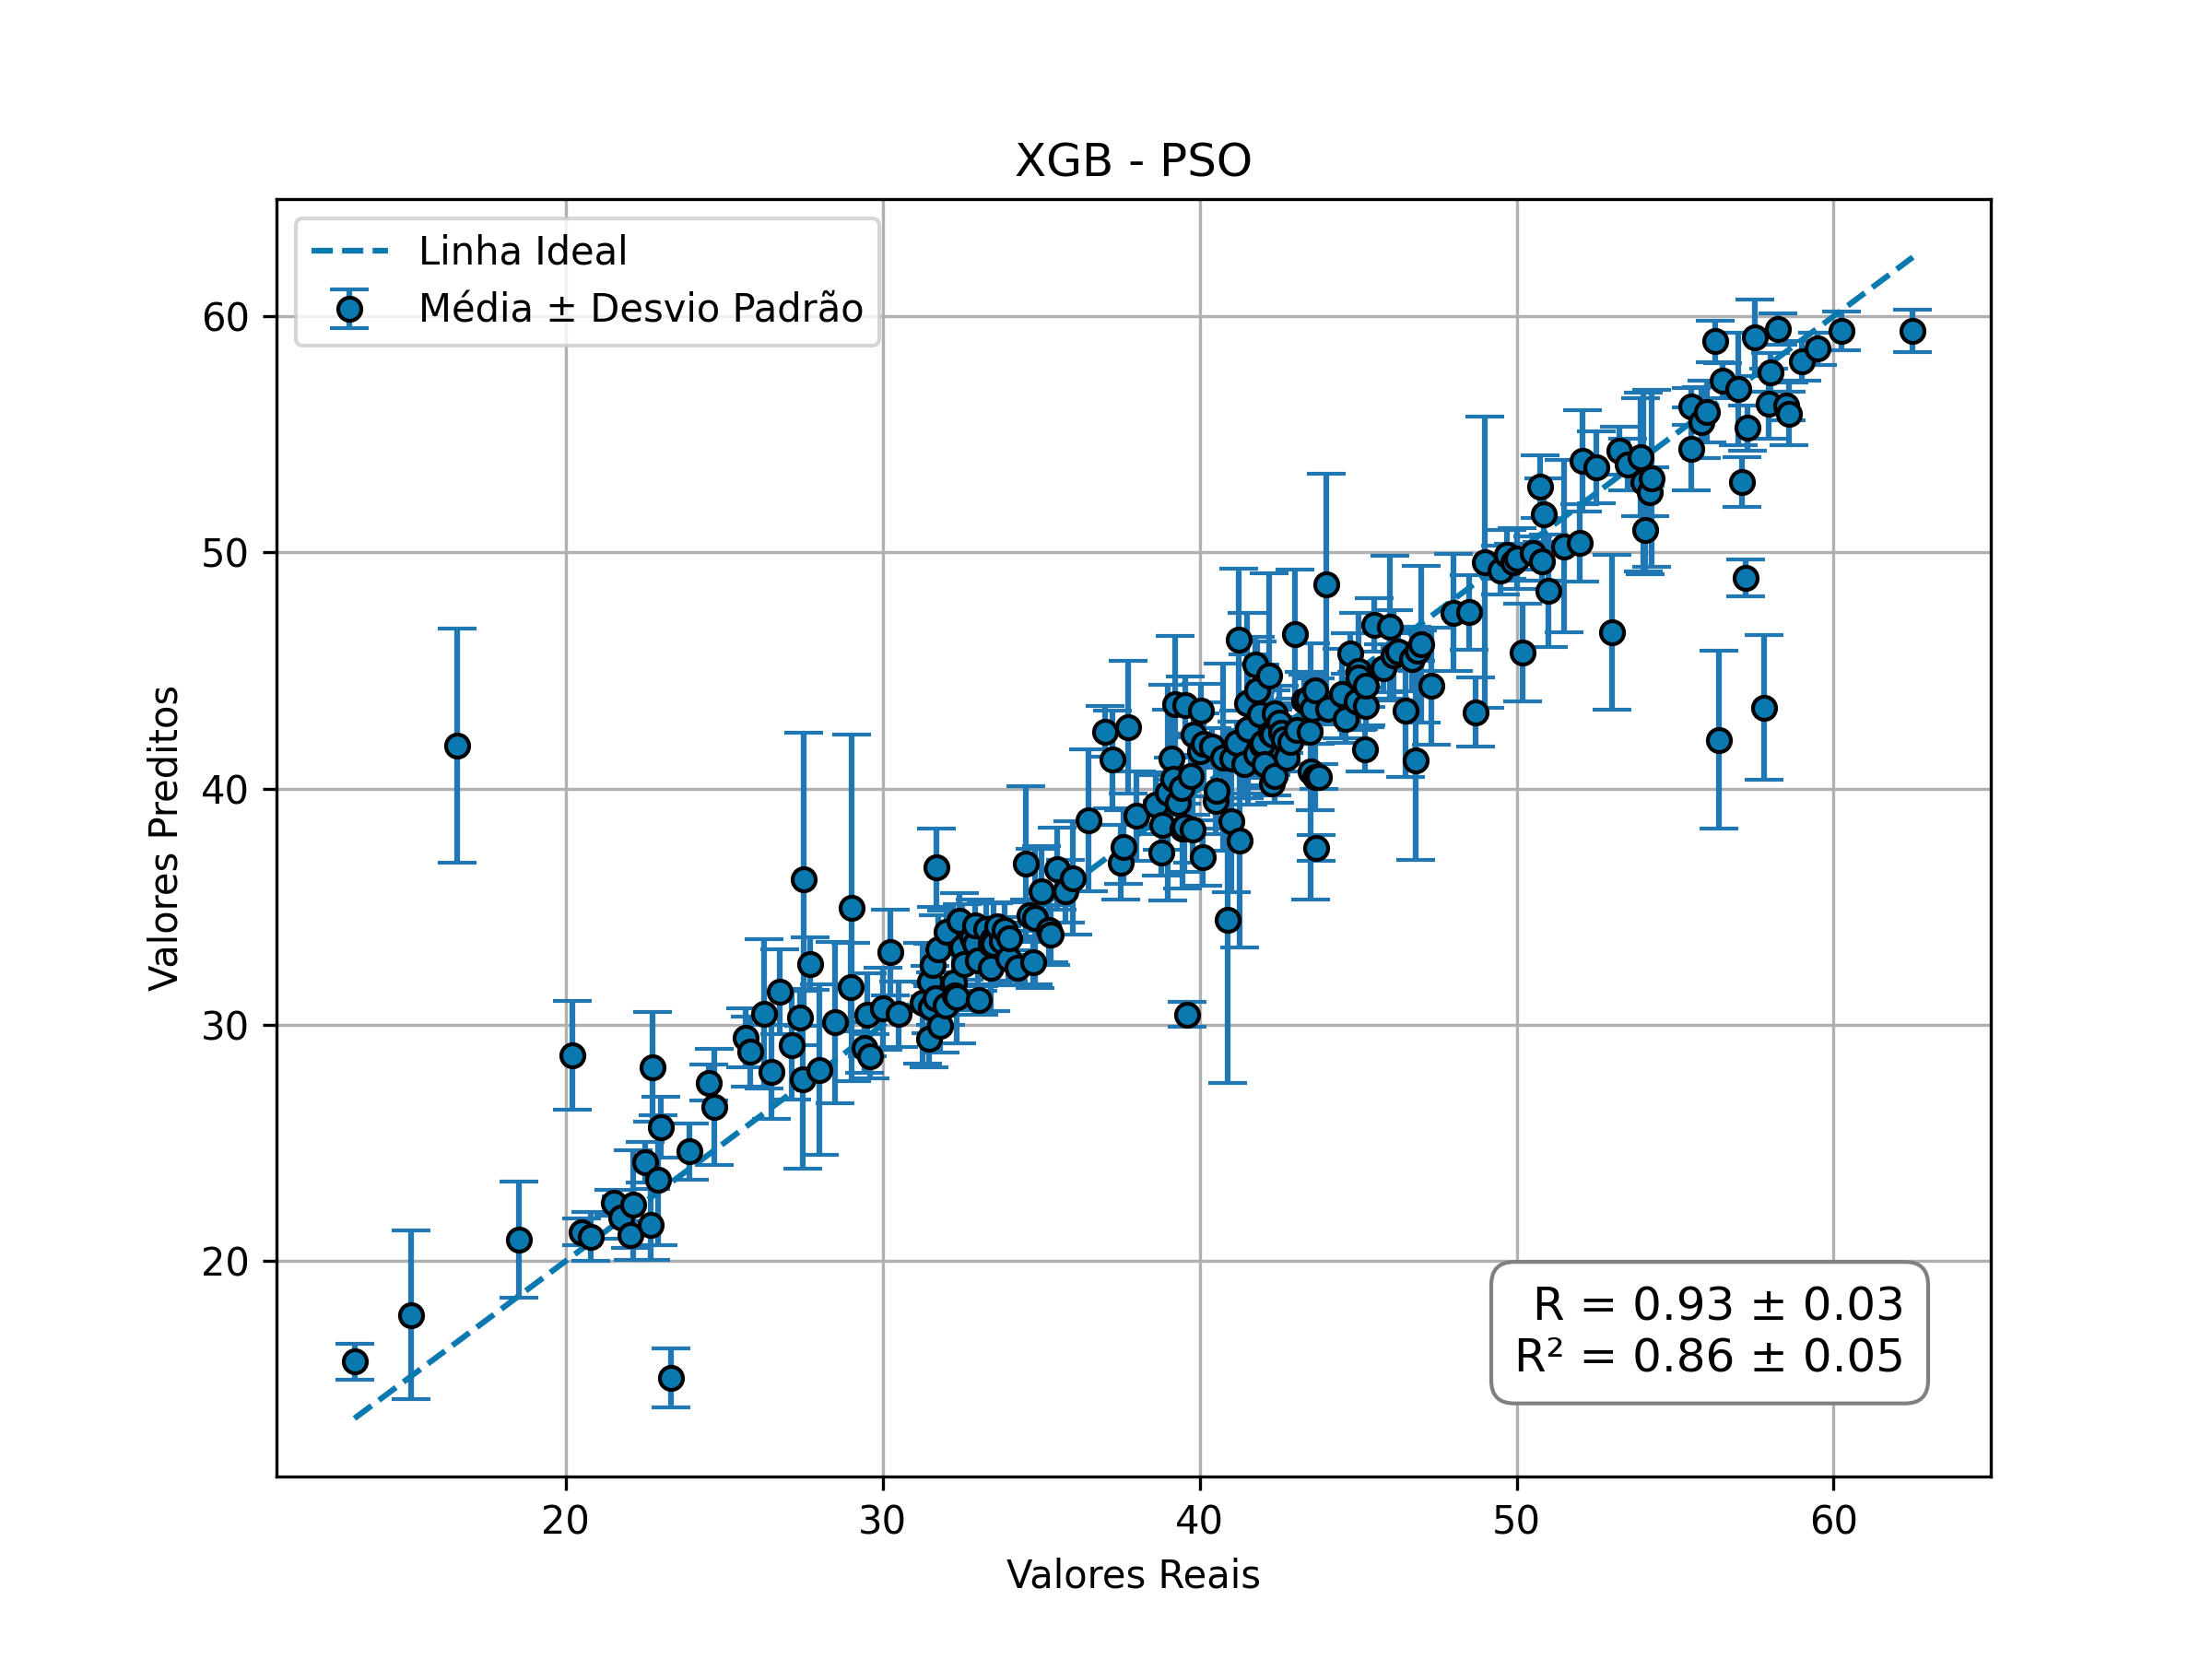 XGB - PSO
Linha Ideal
Média ± Desvio Padrão
60
50
40
30
20
Valores Preditos
R = 0.93 ± 0.03
R² = 0.86 ± 0.05
20 30 40 50 60
Valores Reais